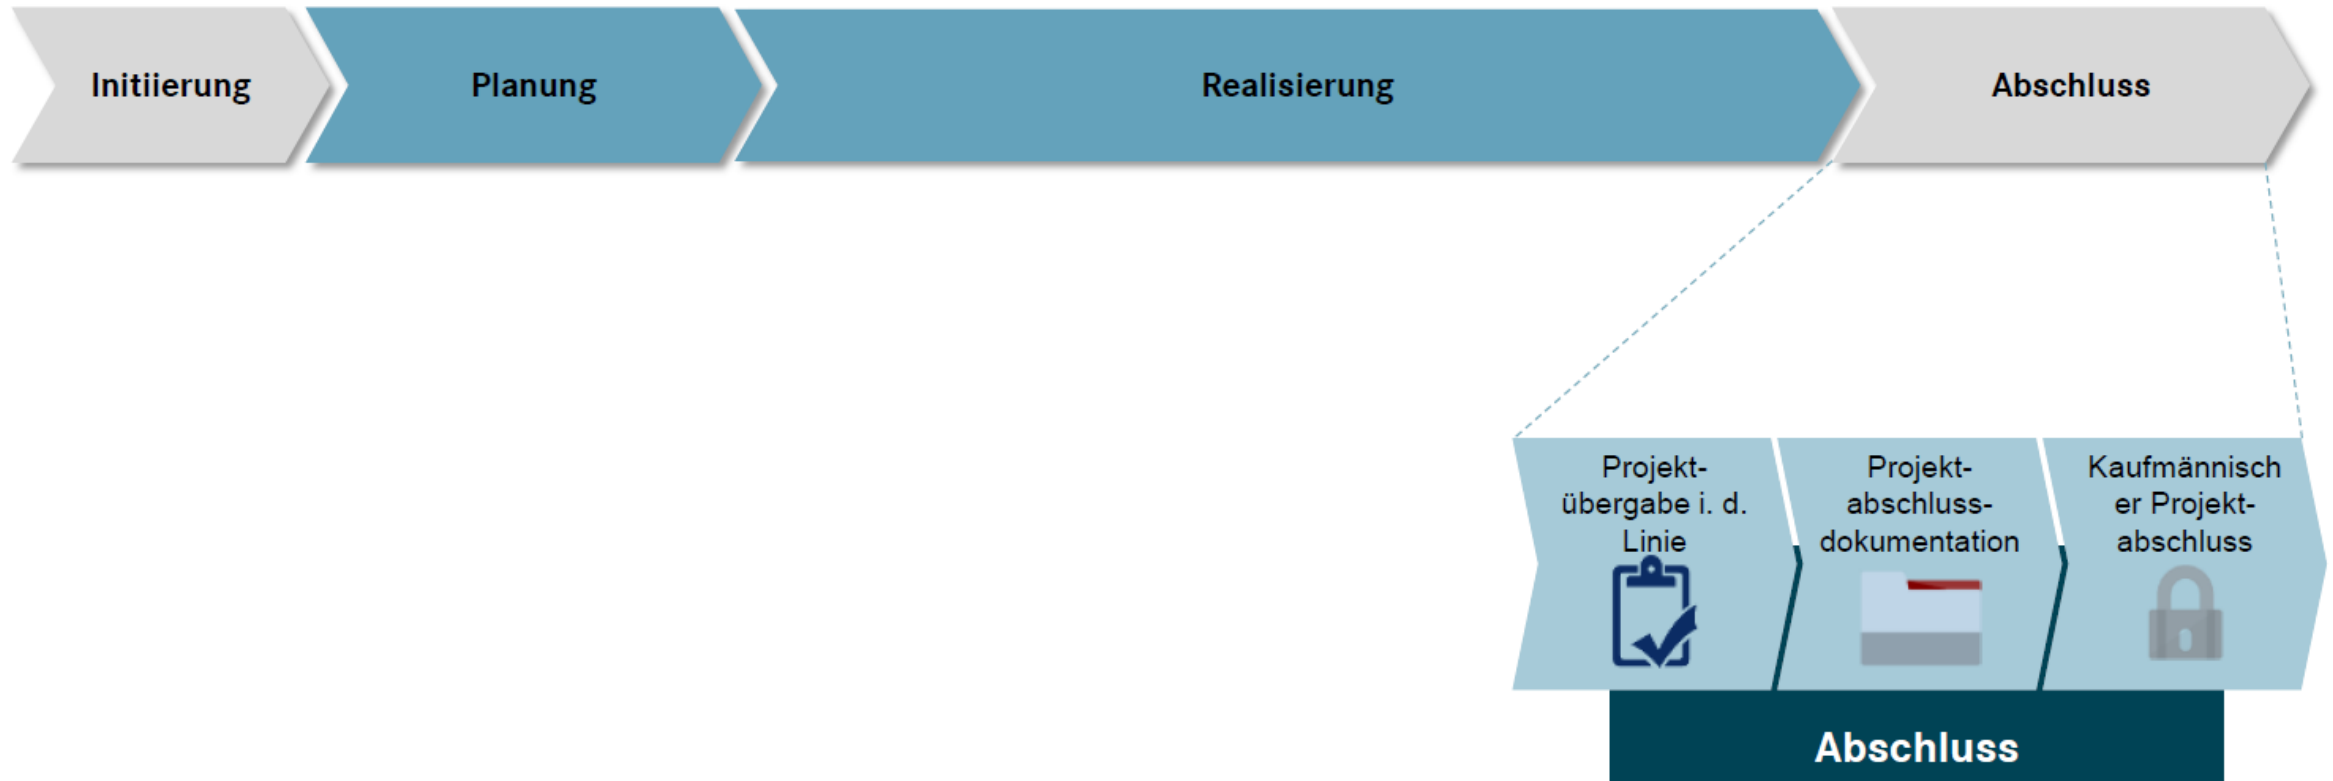 Initiierung
Planung
Realisierung
Abschluss
Projekt-
übergabe i. d.
Linie
Projekt-
abschluss-
dokumentation
Kaufmännisch
er Projekt-
abschluss
Abschluss